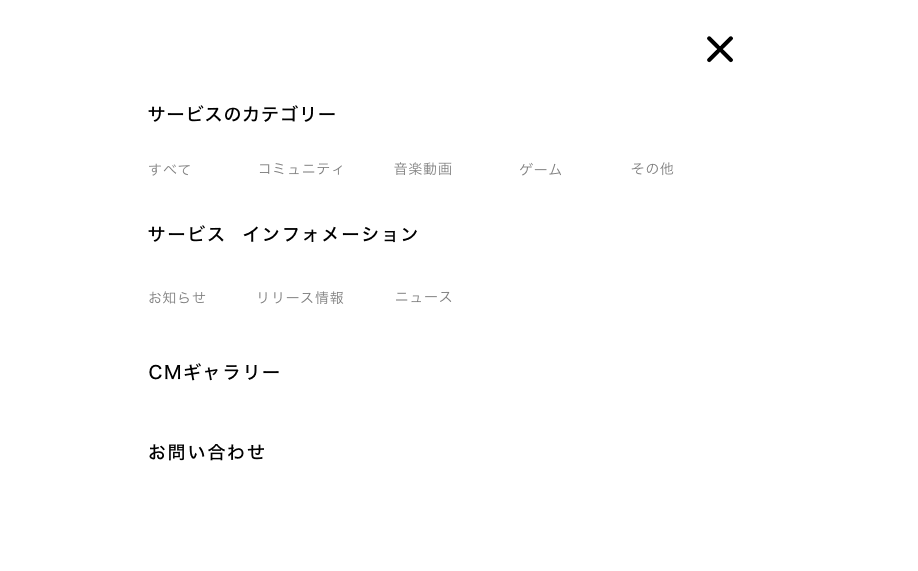 サービスのカテゴリー
すべて コミュニティ 音楽動画 ゲーム その他
サービス インフォメーション
お知らせ リリース情報 ニュース
CMギャラリー
お問い合わせ